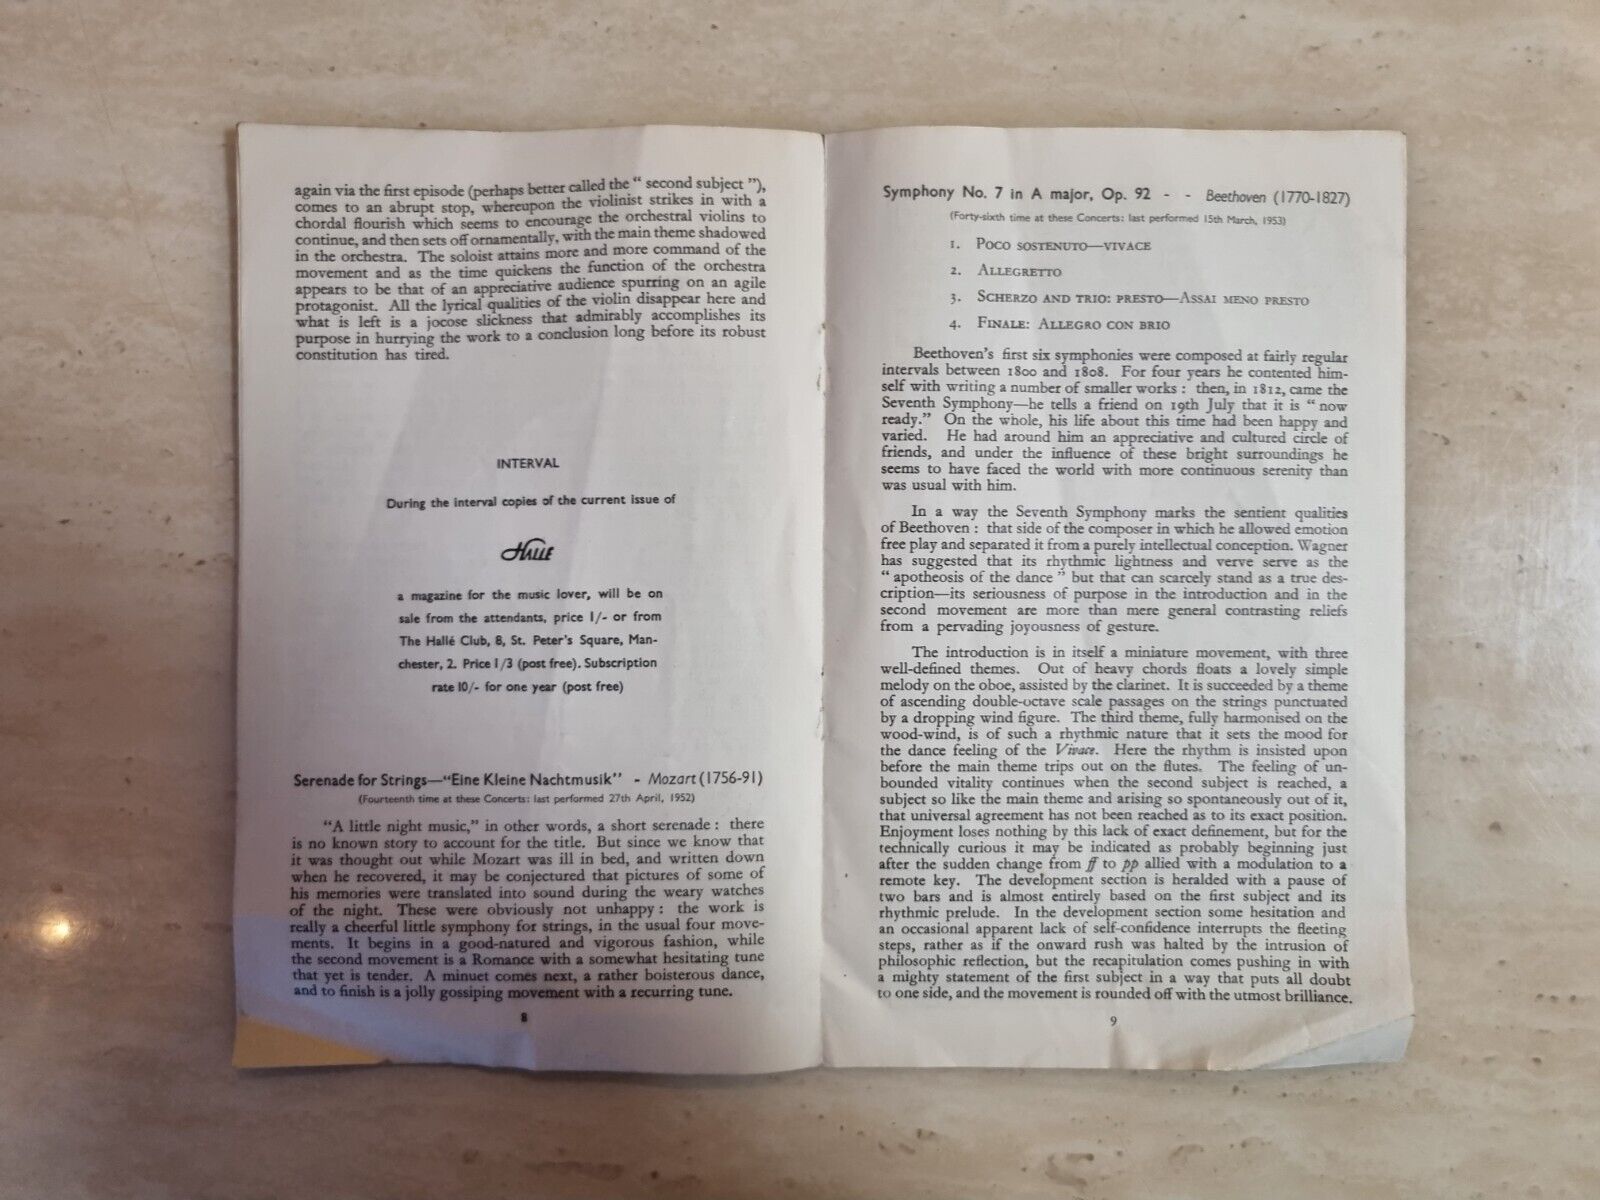 again via the first episode (perhaps better called the “ second subject ”),
comes to an abrupt stop, whereupon the violinist strikes in with a
chordal flourish which seems to encourage the orchestral violins to
continue, and then sets off ornamentally, with the main theme shadowed
in the orchestra. The soloist attains more and more command of the
movement and as the time quickens the function of the orchestra
appears to be that of an appreciative audience spurring on an agile
protagonist. All the lyrical qualities of the violin disappear here and
what is left is a jocose slickness that admirably accomplishes its
purpose in hurrying the work to a conclusion long before its robust
constitution has tired.
INTERVAL
During the interval copies of the current issue of
HALLÉ
a magazine for the music lover, will be on
sale from the attendants, price 1/- or from
The Hallé Club, 8, St. Peter's Square, Man-
chester, 2. Price 1/3 (post free). Subscription
rate 10/- for one year (post free)
Serenade for Strings—“Eine Kleine Nachtmusik” - Mozart (1756-91)
(Fourteenth time at these Concerts: last performed 27th April, 1952)
“A little night music,” in other words, a short serenade : there
is no known story to account for the title. But since we know that
it was thought out while Mozart was ill in bed, and written down
when he recovered, it may be conjectured that pictures of some of
his memories were translated into sound during the weary watches
of the night. These were obviously not unhappy : the work is
really a cheerful little symphony for strings, in the usual four move-
ments. It begins in a good-natured and vigorous fashion, while
the second movement is a Romance with a somewhat hesitating tune
that yet is tender. A minuet comes next, a rather boisterous dance,
and to finish is a jolly gossiping movement with a recurring tune.
8
Symphony No. 7 in A major, Op. 92 - - Beethoven (1770-1827)
(Forty-sixth time at these Concerts: last performed 15th March, 1953)
1. POCO SOSTENUTO—VIVACE
2. ALLEGRETTO
3. SCHERZO AND TRIO: PRESTO—ASSAI MENO PRESTO
4. FINALE: ALLEGRO CON BRIO
Beethoven's first six symphonies were composed at fairly regular
intervals between 1800 and 1808. For four years he contented him-
self with writing a number of smaller works : then, in 1812, came the
Seventh Symphony—he tells a friend on 19th July that it is “ now
ready.” On the whole, his life about this time had been happy and
varied. He had around him an appreciative and cultured circle of
friends, and under the influence of these bright surroundings he
seems to have faced the world with more continuous serenity than
was usual with him.
In a way the Seventh Symphony marks the sentient qualities
of Beethoven : that side of the composer in which he allowed emotion
free play and separated it from a purely intellectual conception. Wagner
has suggested that its rhythmic lightness and verve serve as the
“ apotheosis of the dance ” but that can scarcely stand as a true des-
cription—its seriousness of purpose in the introduction and in the
second movement are more than mere general contrasting reliefs
from a pervading joyousness of gesture.
The introduction is in itself a miniature movement, with three
well-defined themes. Out of heavy chords floats a lovely simple
melody on the oboe, assisted by the clarinet. It is succeeded by a theme
of ascending double-octave scale passages on the strings punctuated
by a dropping wind figure. The third theme, fully harmonised on the
wood-wind, is of such a rhythmic nature that it sets the mood for
the dance feeling of the Vivace. Here the rhythm is insisted upon
before the main theme trips out on the flutes. The feeling of un-
bounded vitality continues when the second subject is reached, a
subject so like the main theme and arising so spontaneously out of it,
that universal agreement has not been reached as to its exact position.
Enjoyment loses nothing by this lack of exact definement, but for the
technically curious it may be indicated as probably beginning just
after the sudden change from ff to pp allied with a modulation to a
remote key. The development section is heralded with a pause of
two bars and is almost entirely based on the first subject and its
rhythmic prelude. In the development section some hesitation and
an occasional apparent lack of self-confidence interrupts the fleeting
steps, rather as if the onward rush was halted by the intrusion of
philosophic reflection, but the recapitulation comes pushing in with
a mighty statement of the first subject in a way that puts all doubt
to one side, and the movement is rounded off with the utmost brilliance.
9